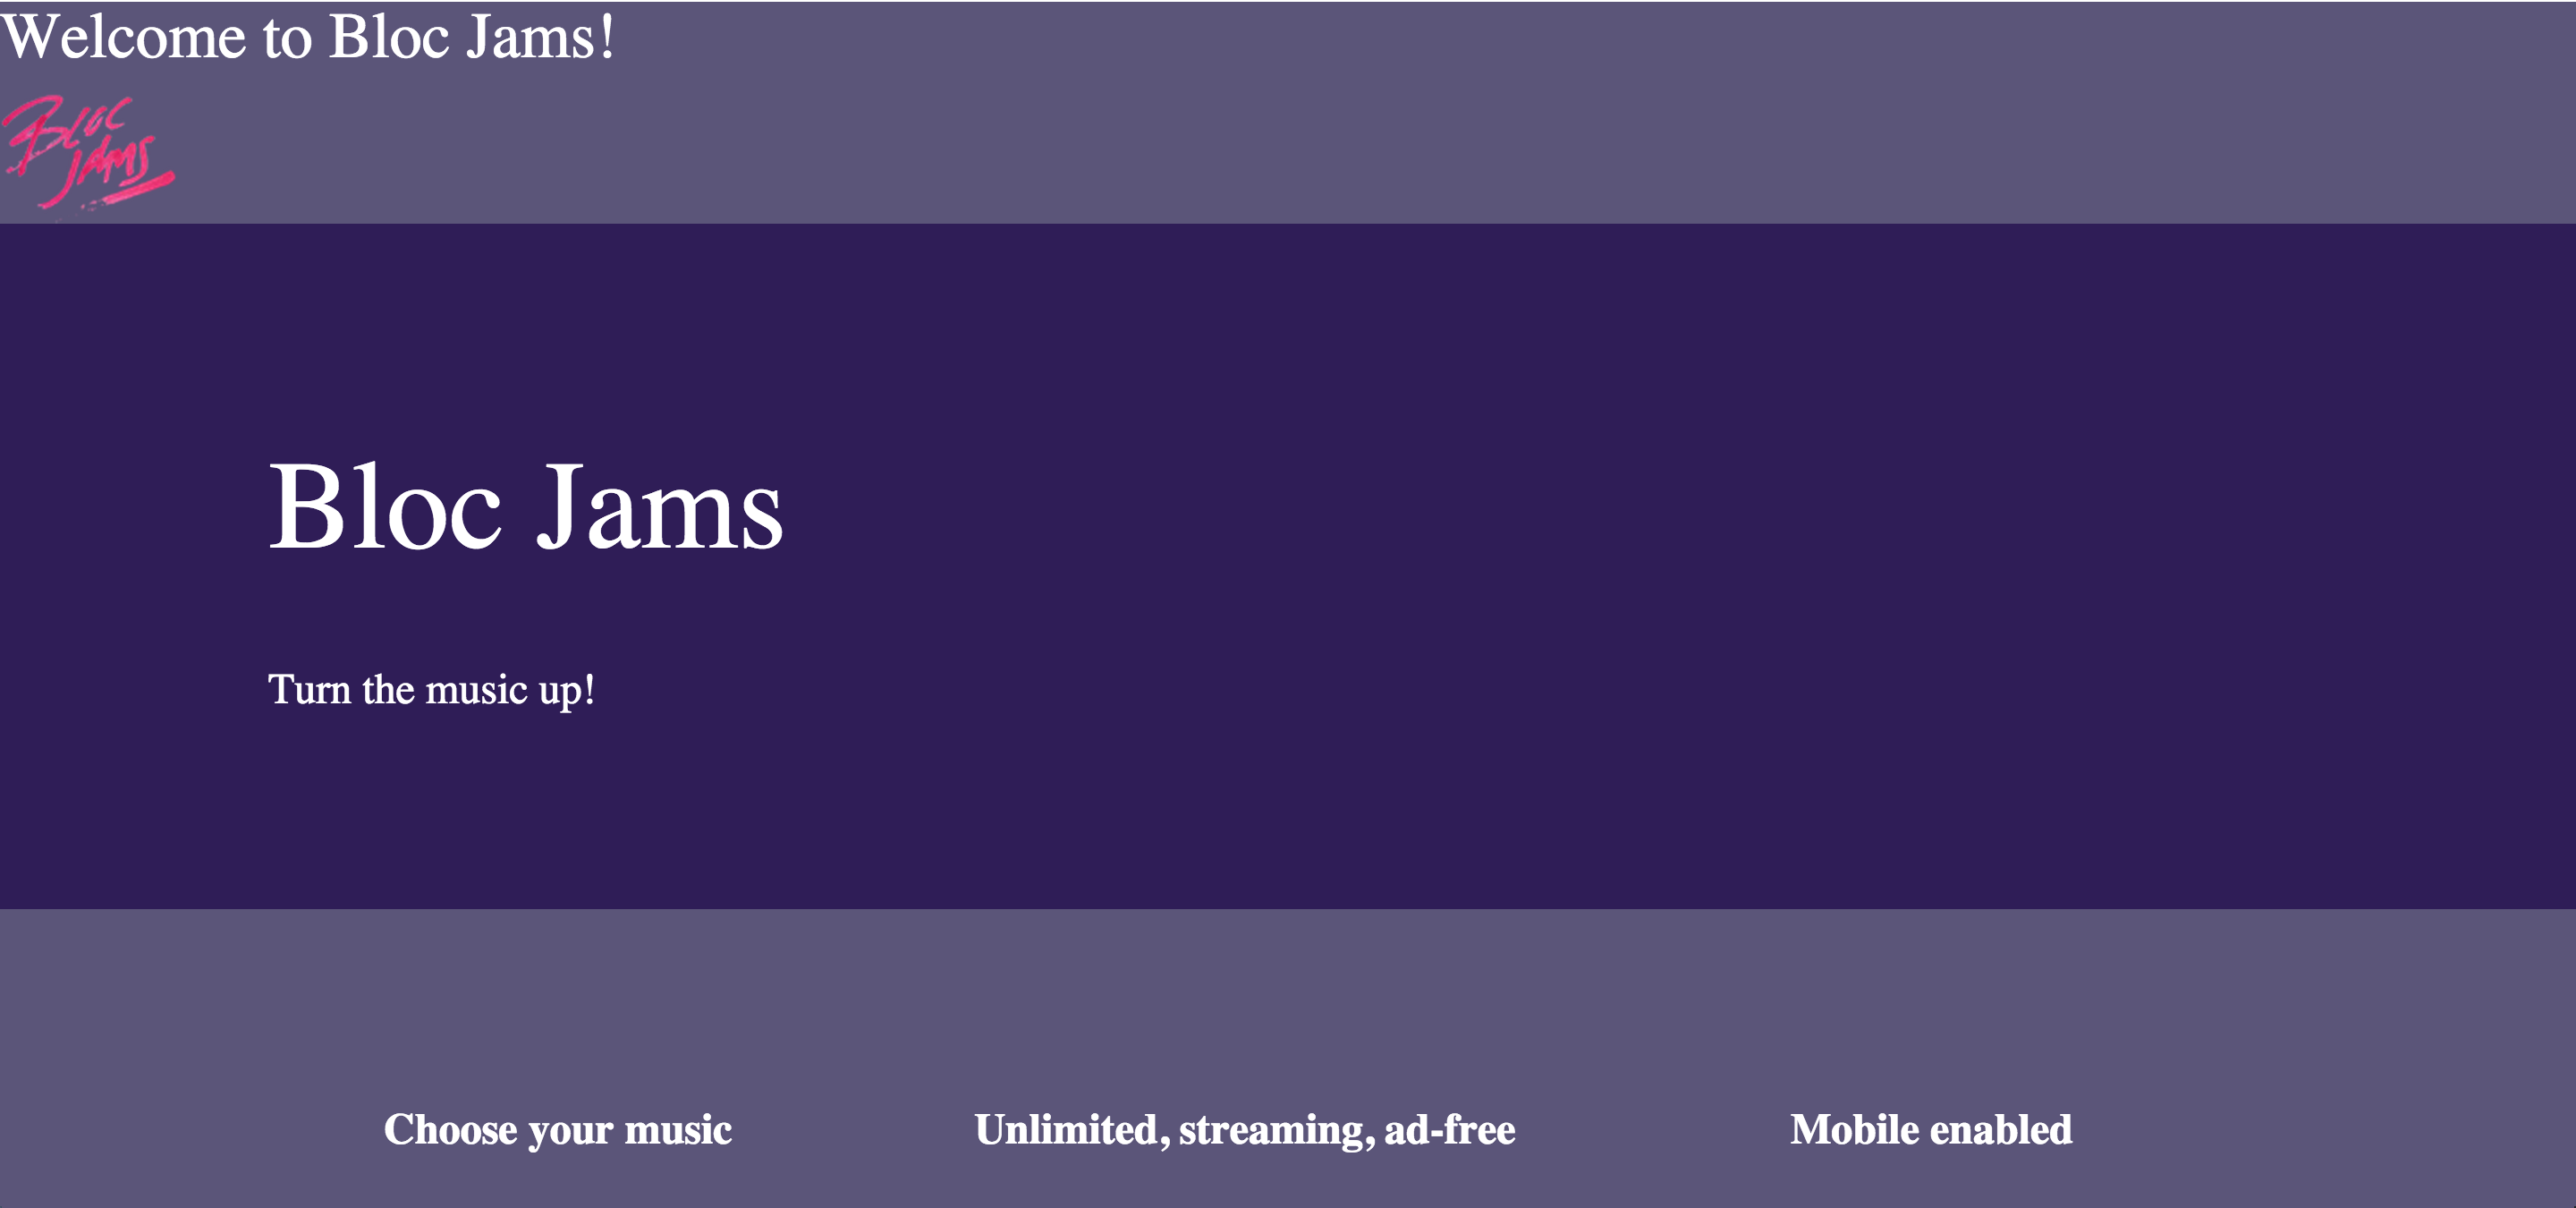 Welcome to Bloc Jams!
Bloc
Jams
Bloc Jams
Turn the music up!
Choose your music
Unlimited, streaming, ad-free
Mobile enabled